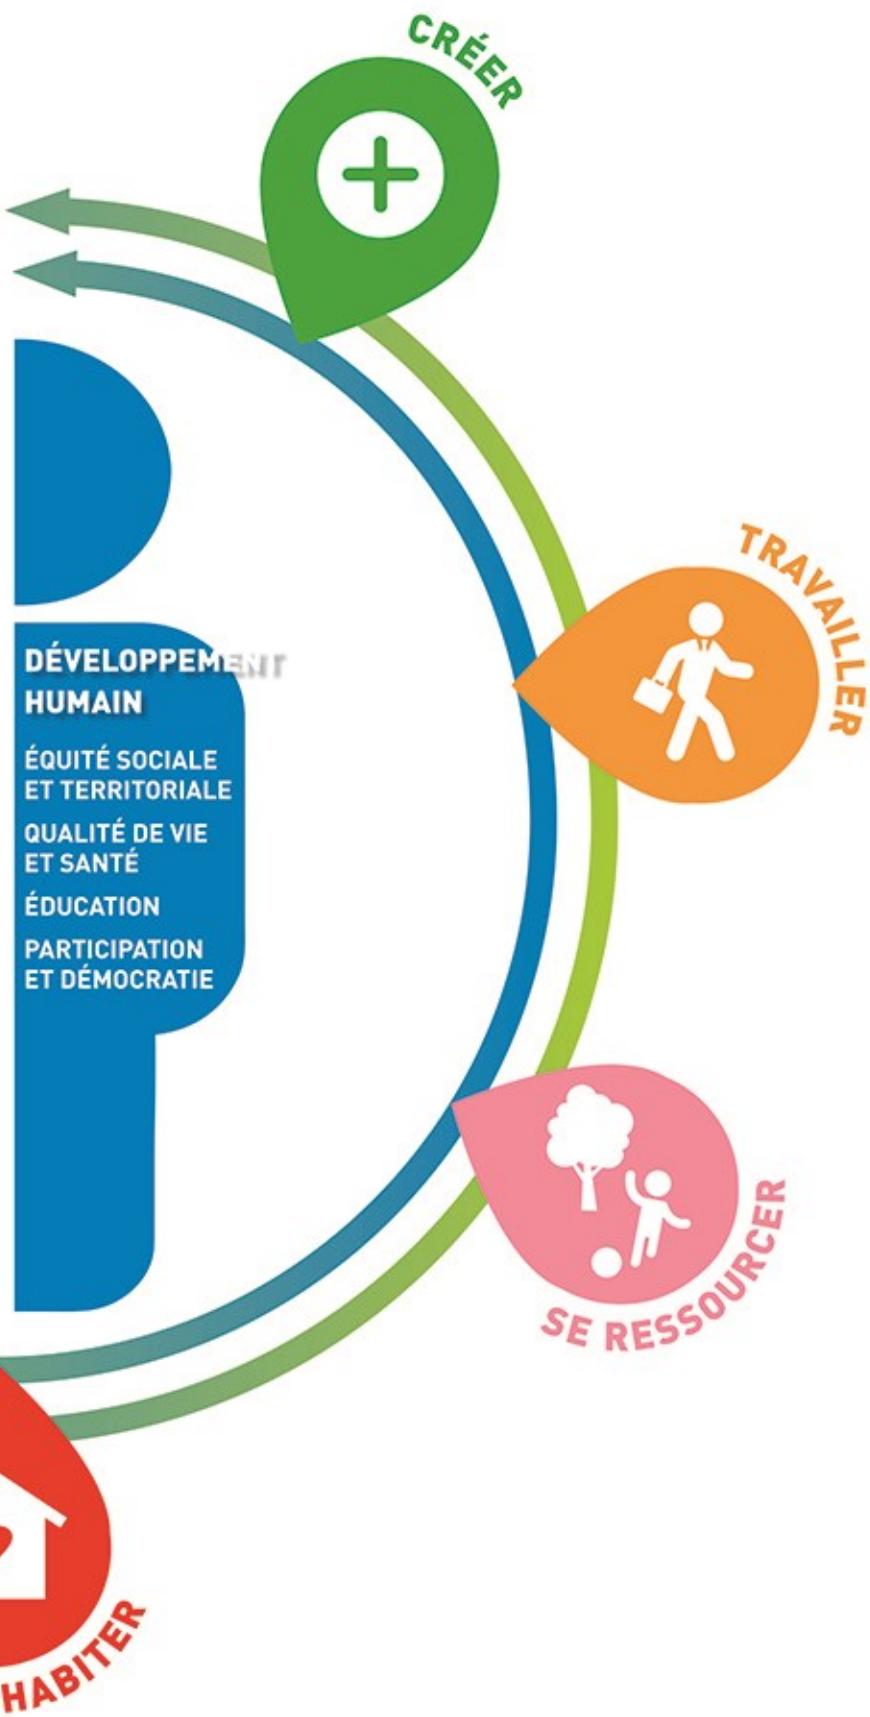 CRÉER
TRAVAILLER
DÉVELOPPEMENT
HUMAIN
ÉQUITÉ SOCIALE
ET TERRITORIALE
QUALITÉ DE VIE
ET SANTÉ
ÉDUCATION
PARTICIPATION
ET DÉMOCRATIE
SE RESSOURCER
HABITER